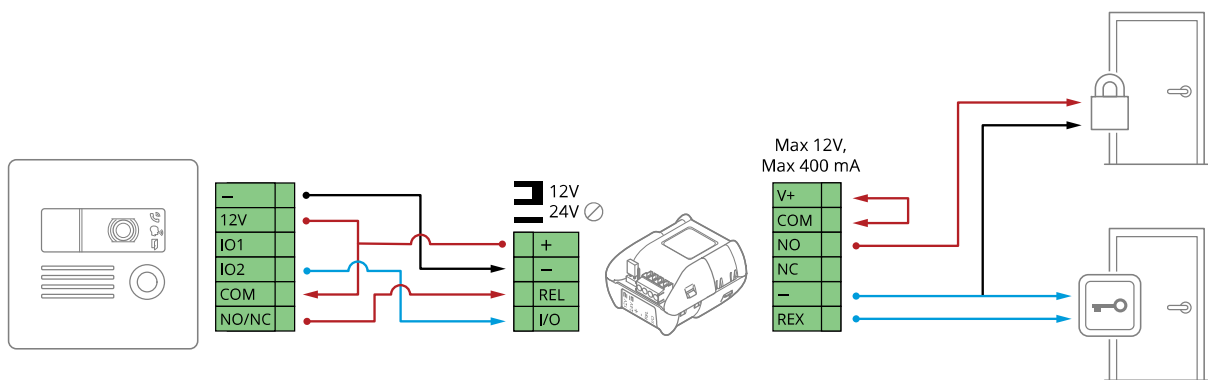 –
12V
IO1
IO2
COM
NO/NC
12V
24V
+
–
REL
I/O
Max 12V,
Max 400 mA
V+
COM
NO
NC
–
REX